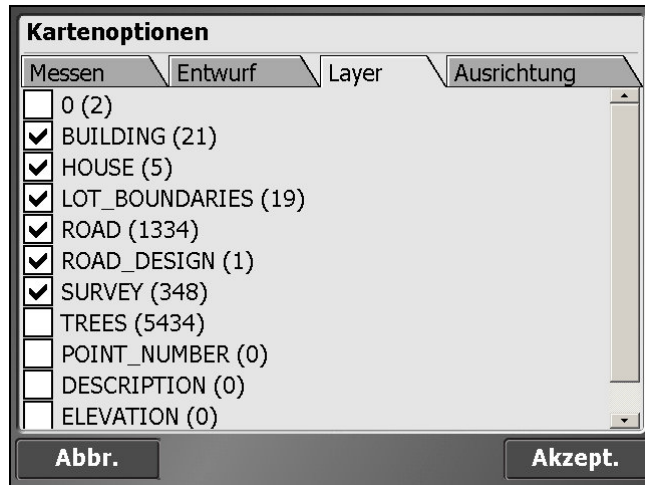 Kartenoptionen
Messen Entwurf Layer Ausrichtung
0 (2)
BUILDING (21)
HOUSE (5)
LOT_BOUNDARIES (19)
ROAD (1334)
ROAD_DESIGN (1)
SURVEY (348)
TREES (5434)
POINT_NUMBER (0)
DESCRIPTION (0)
ELEVATION (0)
Abbr. Akzept.